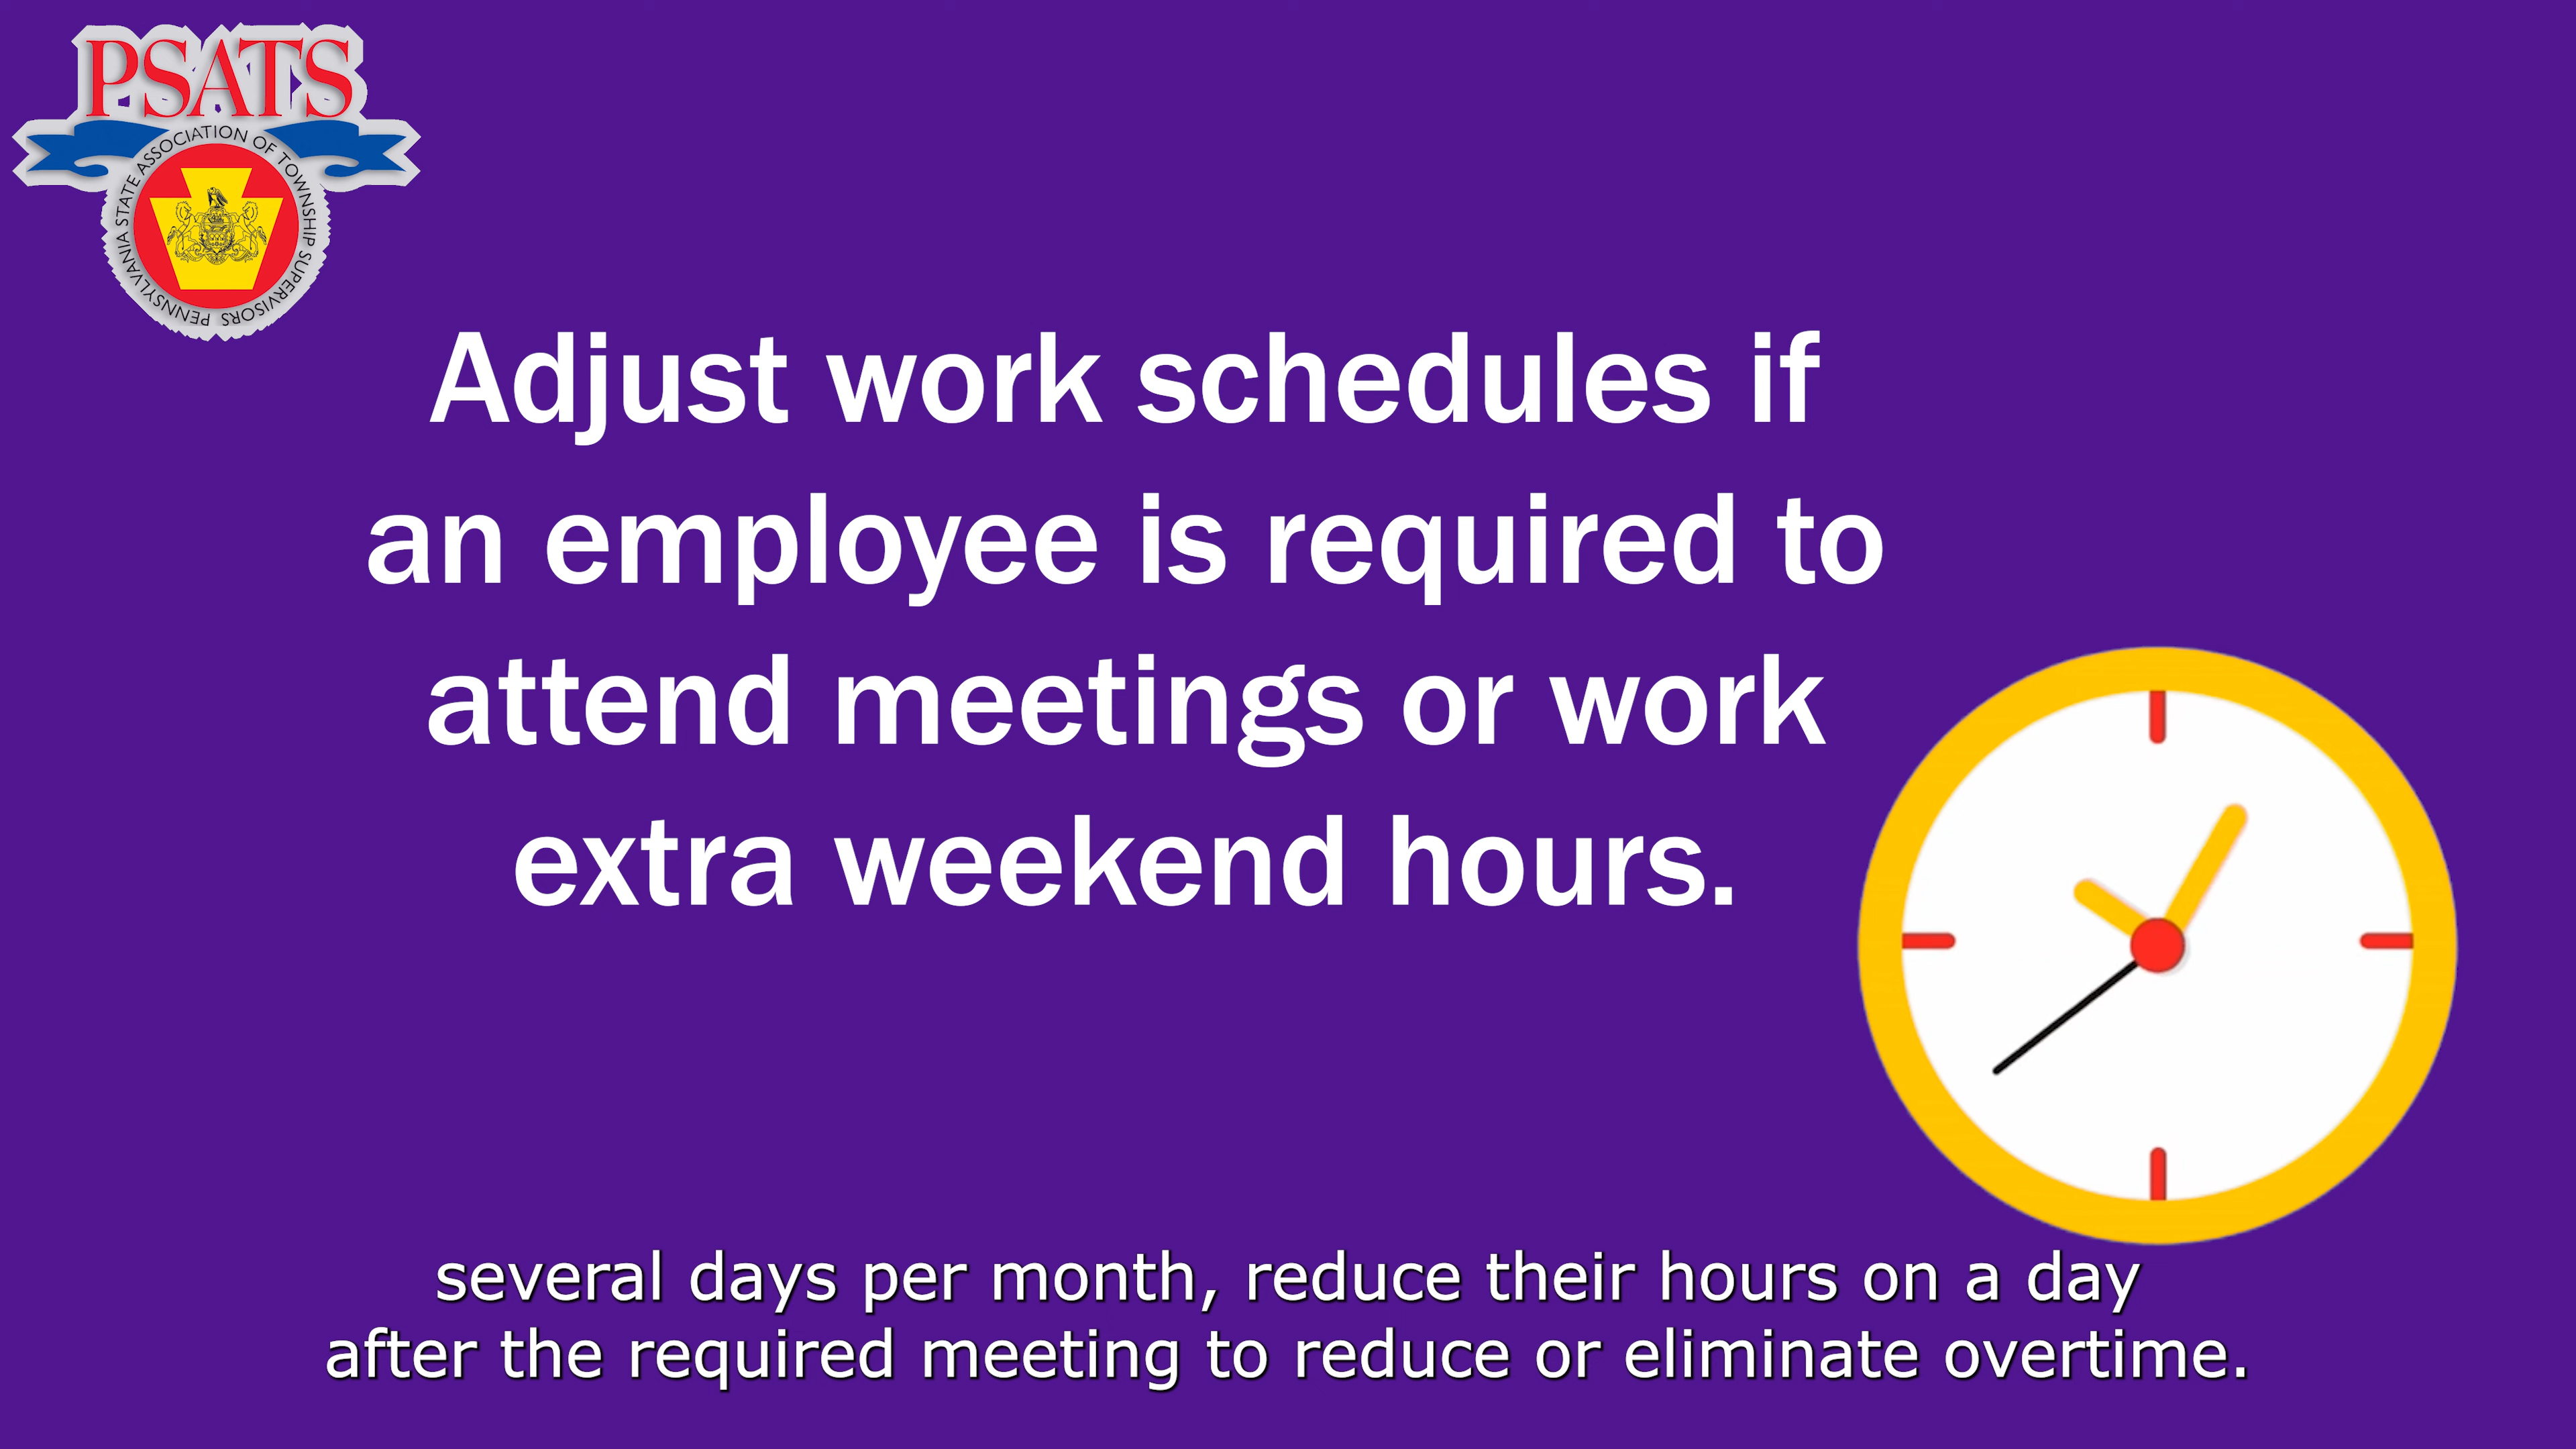 PSATS
PENNSYLVANIA STATE ASSOCIATION OF TOWNSHIP SUPERVISORS
Adjust work schedules if
an employee is required to
attend meetings or work
extra weekend hours.
several days per month, reduce their hours on a day
after the required meeting to reduce or eliminate overtime.